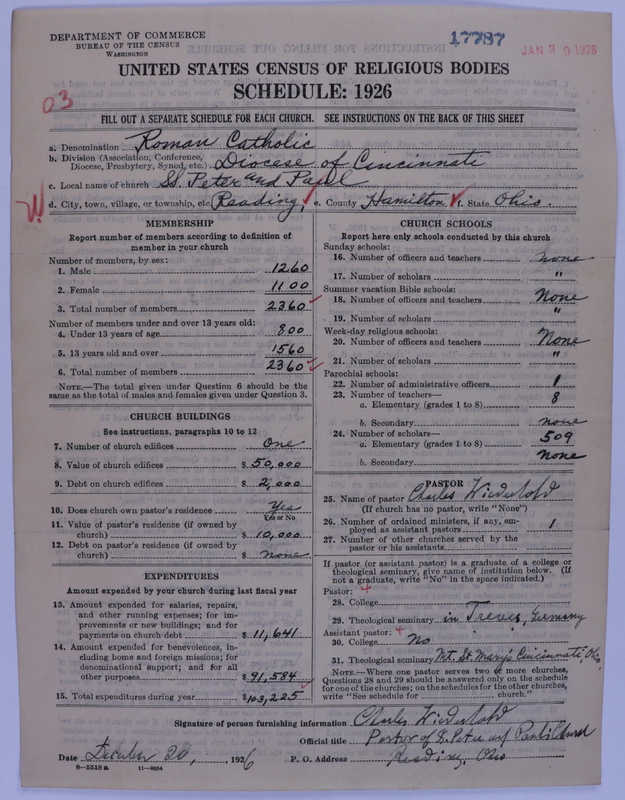 DEPARTMENT OF COMMERCE
BUREAU OF THE CENSUS
WASHINGTON
17787
JAN 30 1928
UNITED STATES CENSUS OF RELIGIOUS BODIES
SCHEDULE: 1926
03
FILL OUT A SEPARATE SCHEDULE FOR EACH CHURCH. SEE INSTRUCTIONS ON THE BACK OF THIS SHEET
a. Denomination Roman Catholic
b. Division (Association, Conference, Diocese, Presbytery, Synod, etc.) Diocese of Cincinnati
c. Local name of church SS. Peter and Paul
W. d. City, town, village, or township, etc. Reading, e. County Hamilton f. State Ohio.
MEMBERSHIP
Report number of members according to definition of
member in your church
Number of members, by sex:
1. Male 1260
2. Female 1100
3. Total number of members 2360
Number of members under and over 13 years old:
4. Under 13 years of age 800
5. 13 years old and over 1560
6. Total number of members 2360
NOTE.—The total given under Question 6 should be
same as the total of males and females given under Question 3.
CHURCH BUILDINGS
See instructions, paragraphs 10 to 12
7. Number of church edifices One
8. Value of church edifices $ 50,000
9. Debt on church edifices $ 2,000
10. Does church own pastor's residence Yes
Yes or No
11. Value of pastor's residence (if owned by
church) $ 10,000
12. Debt on pastor's residence (if owned by
church) $ none
EXPENDITURES
Amount expended by your church during last fiscal year
13. Amount expended for salaries, repairs,
and other running expenses; for im-
provements or new buildings; and for
payments on church debt $ 11,641
14. Amount expended for benevolences, in-
cluding home and foreign missions; for
denominational support; and for all
other purposes $ 91,584
15. Total expenditures during year $ 103,225
CHURCH SCHOOLS
Report here only schools conducted by this church
Sunday schools:
16. Number of officers and teachers none
17. Number of scholars "
Summer vacation Bible schools:
18. Number of officers and teachers None
19. Number of scholars "
Week-day religious schools:
20. Number of officers and teachers None
21. Number of scholars "
Parochial schools:
22. Number of administrative officers 1
23. Number of teachers—
a. Elementary (grades 1 to 8) 8
b. Secondary none
24. Number of scholars—
a. Elementary (grades 1 to 8) 509
b. Secondary none
PASTOR
25. Name of pastor Charles
(If church has no pastor, write "None")
26. Number of ordained ministers, if any, em-
ployed as assistant pastors 1
27. Number of other churches served by the
pastor or his assistants
If pastor (or assistant pastor) is a graduate of a college or
theological seminary, give name of institution below. (If
not a graduate, write "No" in the space indicated.)
Pastor:
28. College
29. Theological seminary in Treves, Germany
Assistant pastor:
30. College No
31. Theological seminary Mt. St. Mary's Cincinnati, Ohio
NOTE.—Where one pastor serves two or more churches,
Questions 28 and 29 should be answered only on the schedule
for one of the churches; on the schedules for the other churches,
write "See schedule for church."
Signature of person furnishing information Charles
Official title Pastor of S. Peter and Paul's Church
Date 20, 1926 P. O. Address Reading, Ohio
8—5518 a 11—9054